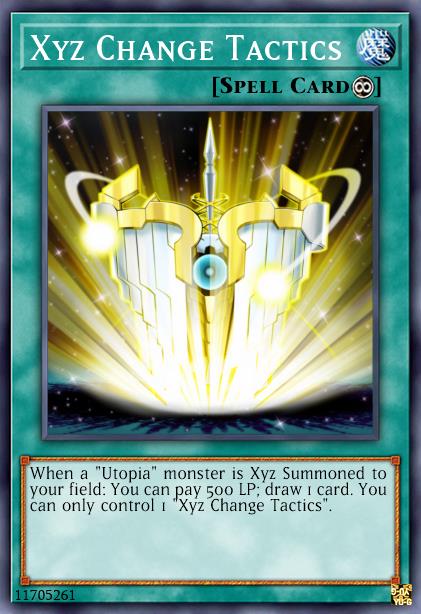 Xyz Change Tactics
[Spell Card]
When a "Utopia" monster is Xyz Summoned to
your field: You can pay 500 LP; draw 1 card. You
can only control 1 "Xyz Change Tactics".
11705261